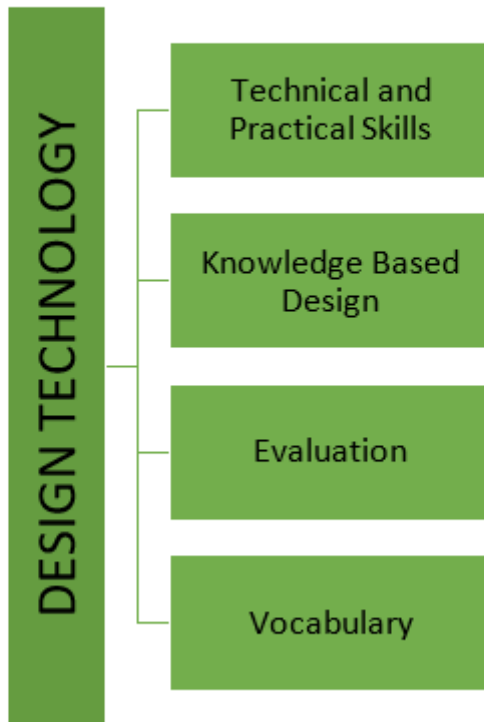 DESIGN TECHNOLOGY
Technical and
Practical Skills
Knowledge Based
Design
Evaluation
Vocabulary